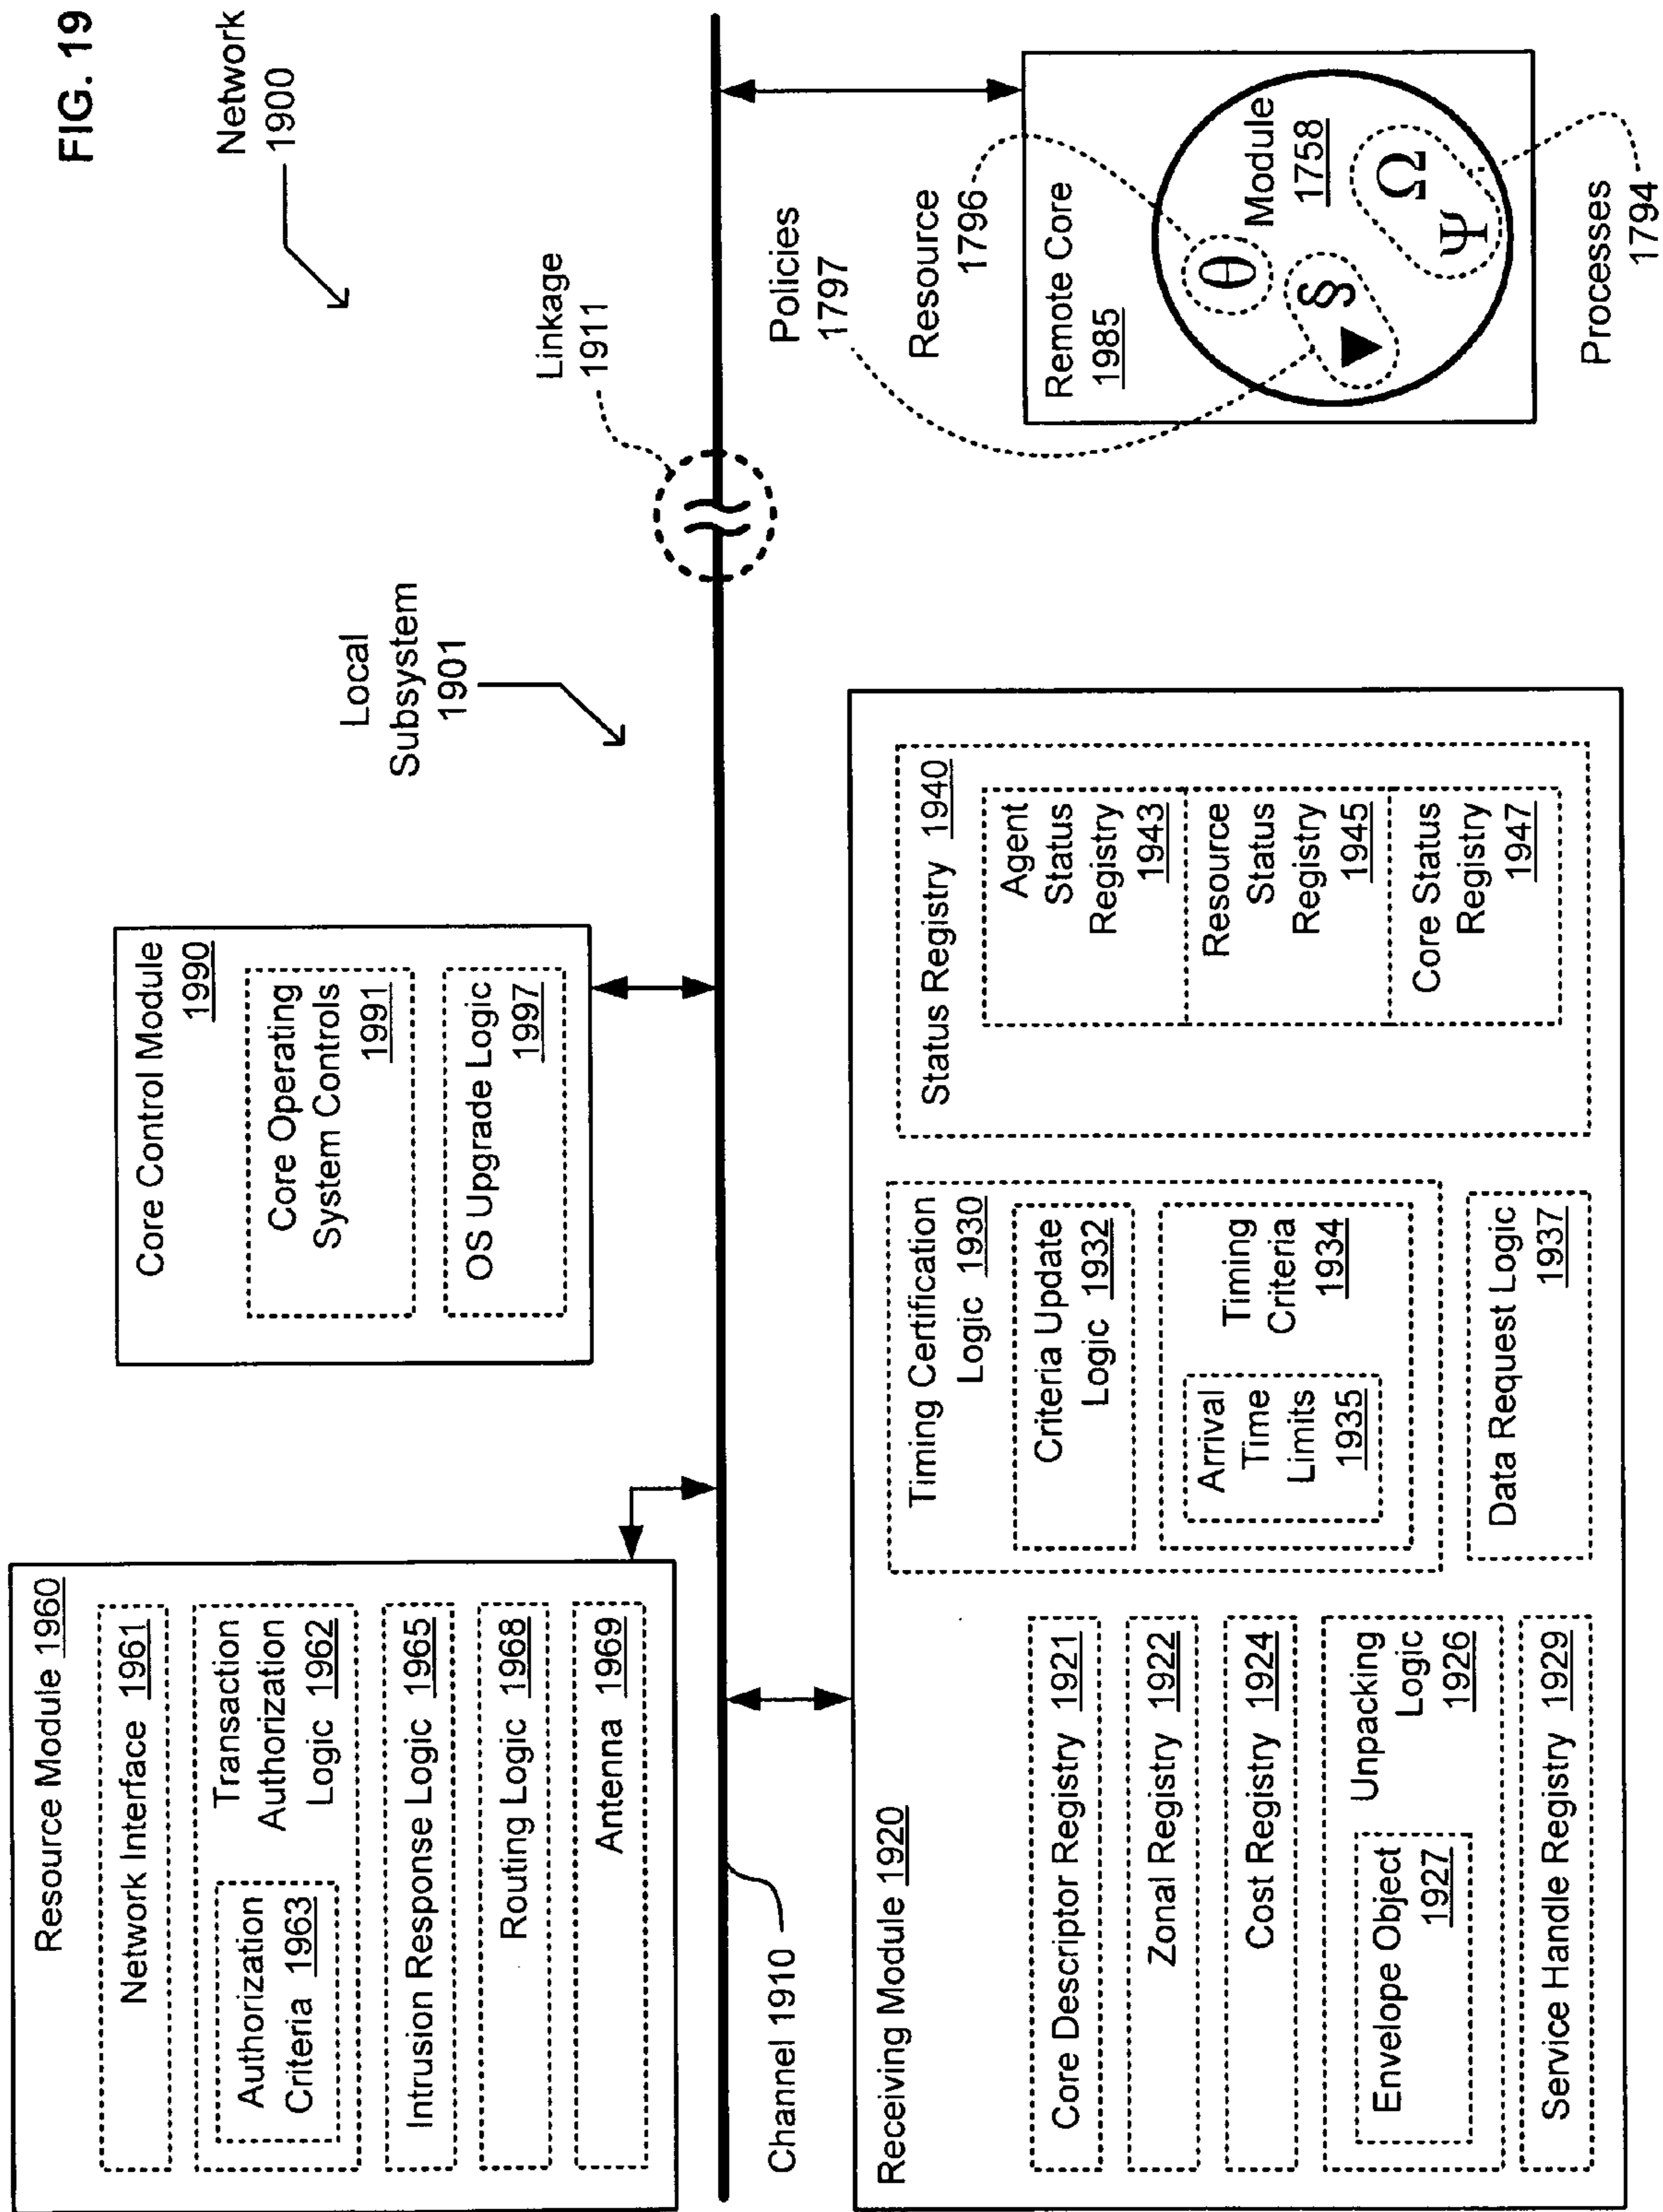 FIG. 19
Network
1900
Resource Module 1960
Network Interface 1961
Transaction
Authorization
Logic 1962
Authorization
Criteria 1963
Intrusion Response Logic 1965
Routing Logic 1968
Antenna 1969
Core Control Module
1990
Core Operating
System Controls
1991
OS Upgrade Logic
1997
Local
Subsystem
1901
Linkage
1911
Channel 1910
Receiving Module 1920
Core Descriptor Registry 1921
Zonal Registry 1922
Cost Registry 1924
Unpacking
Logic
1926
Envelope Object
1927
Service Handle Registry 1929
Timing Certification
Logic 1930
Criteria Update
Logic 1932
Timing
Criteria
1934
Arrival
Time
Limits
1935
Data Request Logic
1937
Status Registry 1940
Agent
Status
Registry
1943
Resource
Status
Registry
1945
Core Status
Registry
1947
Policies
1797
Resource
1796
Remote Core
1985
Module
1758
θ
§
Ψ Ω
Processes
1794